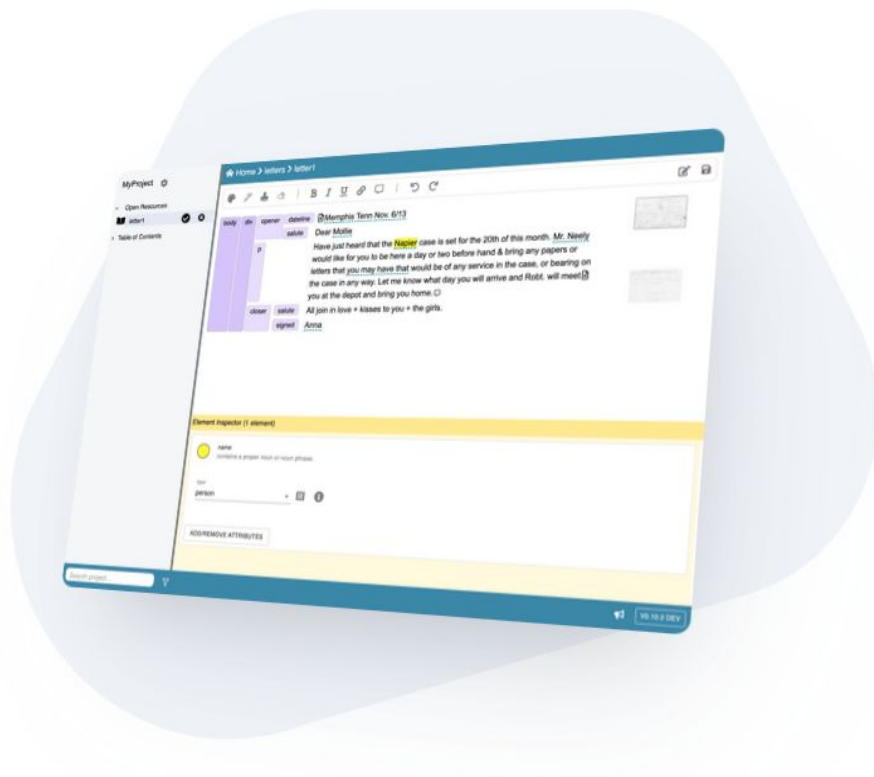 MyProject
Open Resources
letter1
Table of Contents
Home > letters > letter1
B I U
body div opener dateline Memphis Tenn Nov. 6/13
salute Dear Mollie
p Have just heard that the Napier case is set for the 20th of this month. Mr. Neely
would like for you to be here a day or two before hand & bring any papers or
letters that you may have that would be of any service in the case, or bearing on
the case in any way. Let me know what day you will arrive and Robt. will meet
you at the depot and bring you home.
closer salute All join in love + kisses to you + the girls.
signed Anna
Element Inspector (1 element)
name
contains a proper noun or noun phrase.
type
person
ADD/REMOVE ATTRIBUTES
Search project
DEV